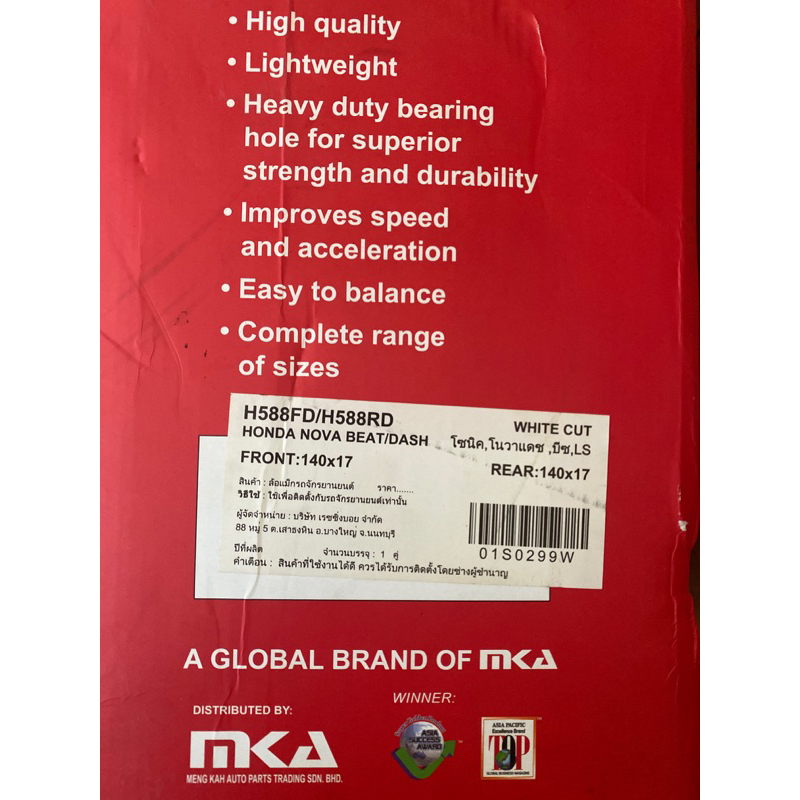 • High quality
• Lightweight
• Heavy duty bearing
hole for superior
strength and durability
• Improves speed
and acceleration
• Easy to balance
• Complete range
of sizes
H588FD/H588RD
WHITE CUT
HONDA NOVA BEAT/DASH
โซนิค,โนวาแดช ,บีช,LS
FRONT:140x17
REAR:140x17
สินค้า : ล้อแม็กรถจักรยานยนต์ ราคา.......
วิธีใช้ : ใช้เพื่อติดตั้งกับรถจักรยานยนต์เท่านั้น
ผู้จัดจำหน่าย : บริษัท เรซซิ่งบอย จำกัด
88 หมู่ 5 ต.เสาธงหิน อ.บางใหญ่ จ.นนทบุรี
01S0299W
ปีที่ผลิต จำนวนบรรจุ : 1 คู่
คำเตือน : สินค้าที่ใช้งานได้ดี ควรได้รับการติดตั้งโดยช่างผู้ชำนาญ
A GLOBAL BRAND OF MKA
WINNER:
DISTRIBUTED BY:
MKA
MENG KAH AUTO PARTS TRADING SDN. BHD.
ASIA
SUCCESS
AWARD
ASIA PACIFIC
Excellence Brand
TOP
GLOBAL BUSINESS MAGAZINE